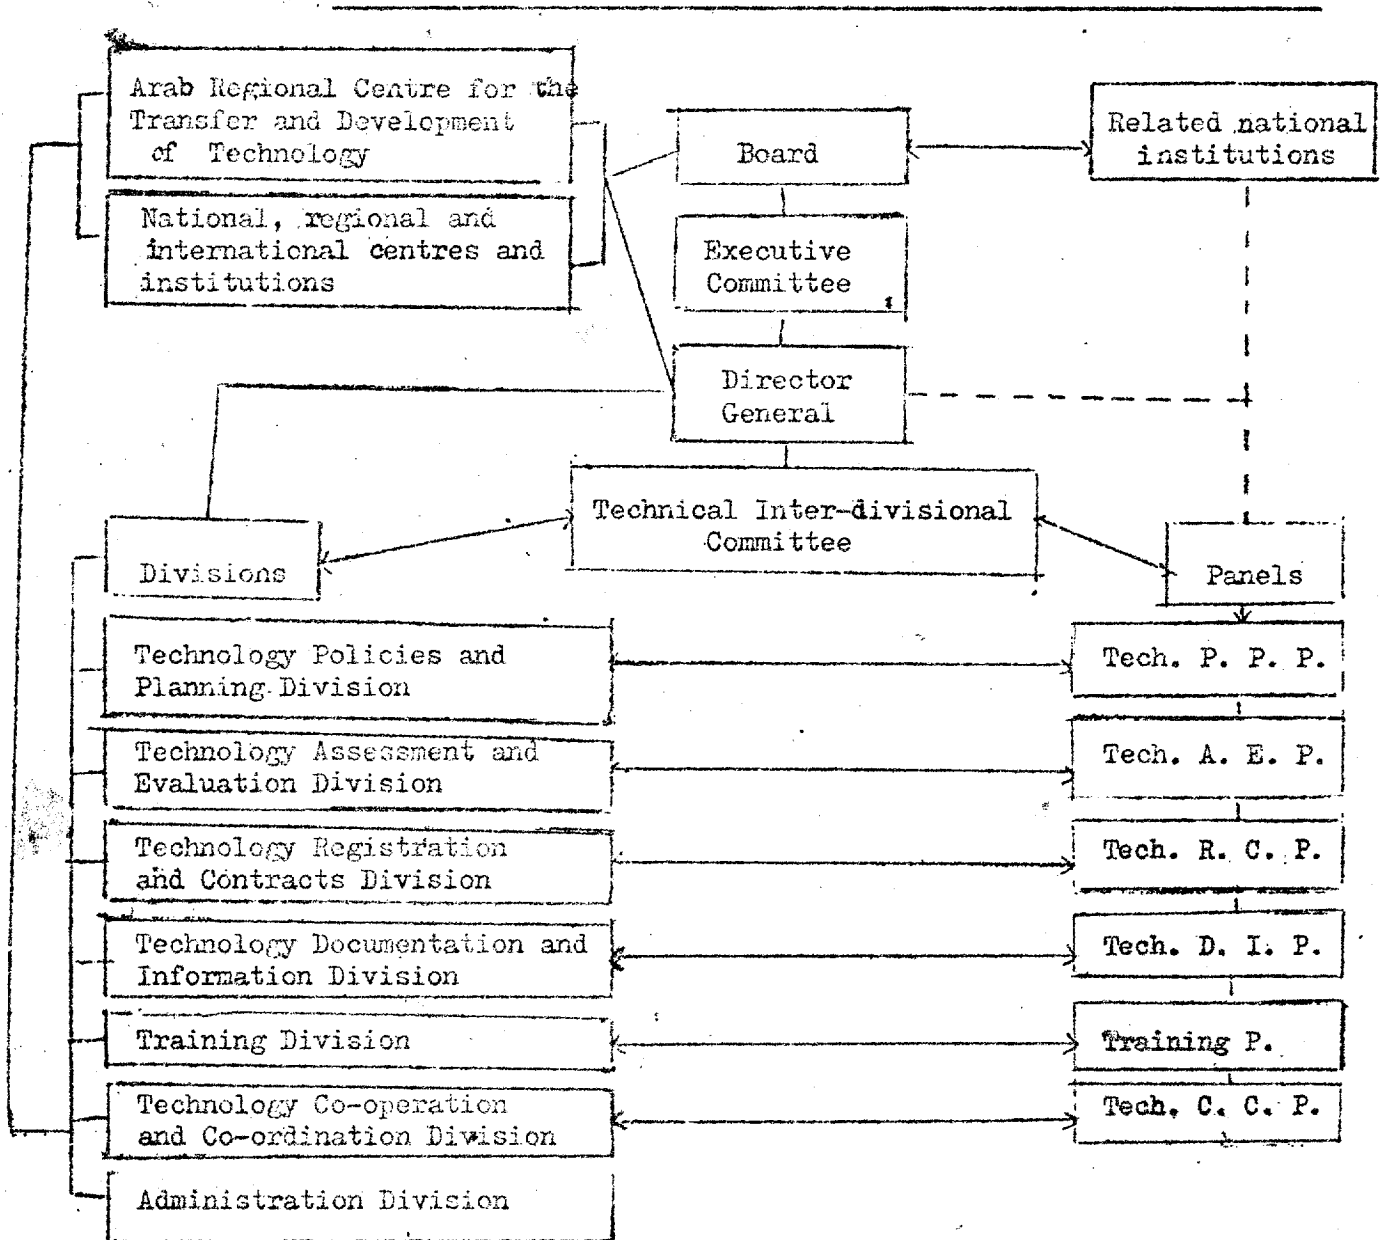 Arab Regional Centre for the
Transfer and Development
of Technology
National, regional and
international centres and
institutions
Board
Related national
institutions
Executive
Committee
Director
General
Technical Inter-divisional
Committee
Divisions
Panels
Technology Policies and
Planning Division
Tech. P. P. P.
Technology Assessment and
Evaluation Division
Tech. A. E. P.
Technology Registration
and Contracts Division
Tech. R. C. P.
Technology Documentation and
Information Division
Tech. D. I. P.
Training Division
Training P.
Technology Co-operation
and Co-ordination Division
Tech. C. C. P.
Administration Division